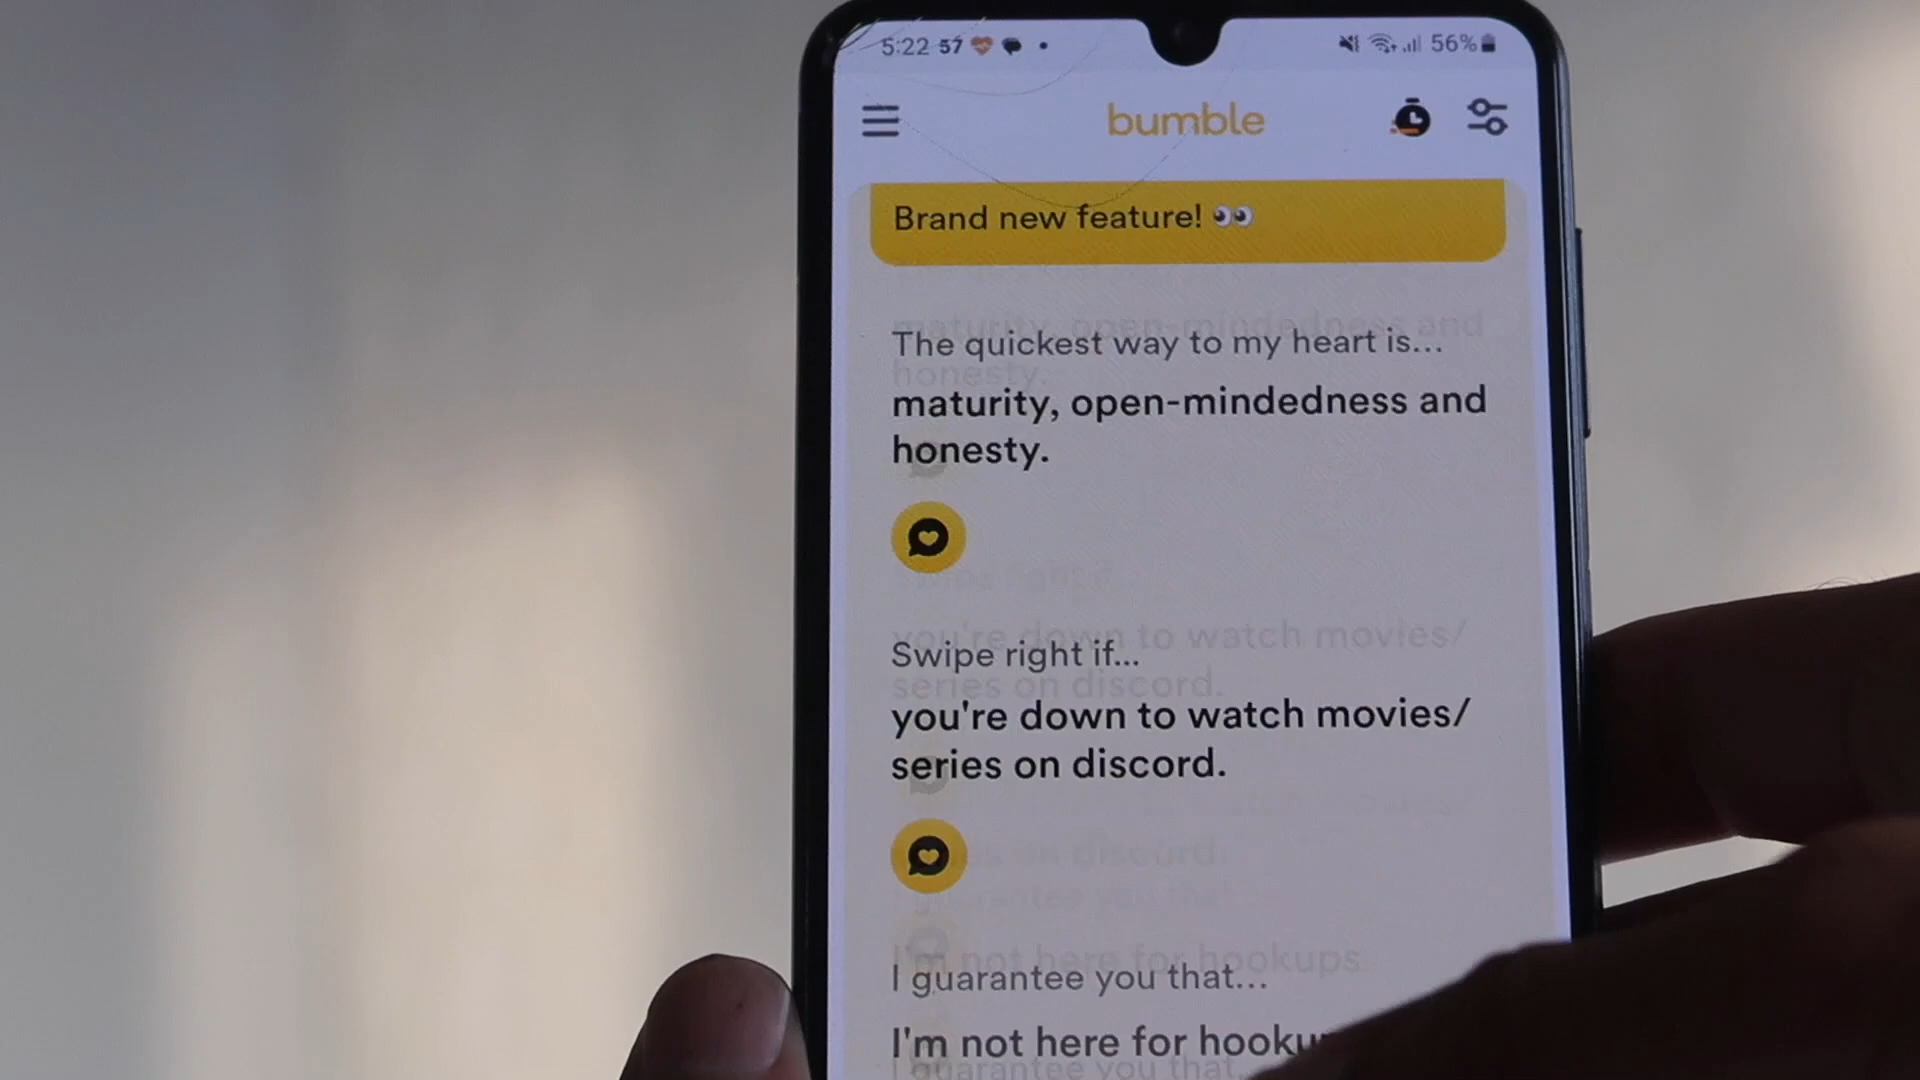 5:22 57 56%
bumble
Brand new feature! 👀
The quickest way to my heart is...
maturity, open-mindedness and
honesty.
Swipe right if...
you're down to watch movies/
series on discord.
I guarantee you that...
I'm not here for hooku